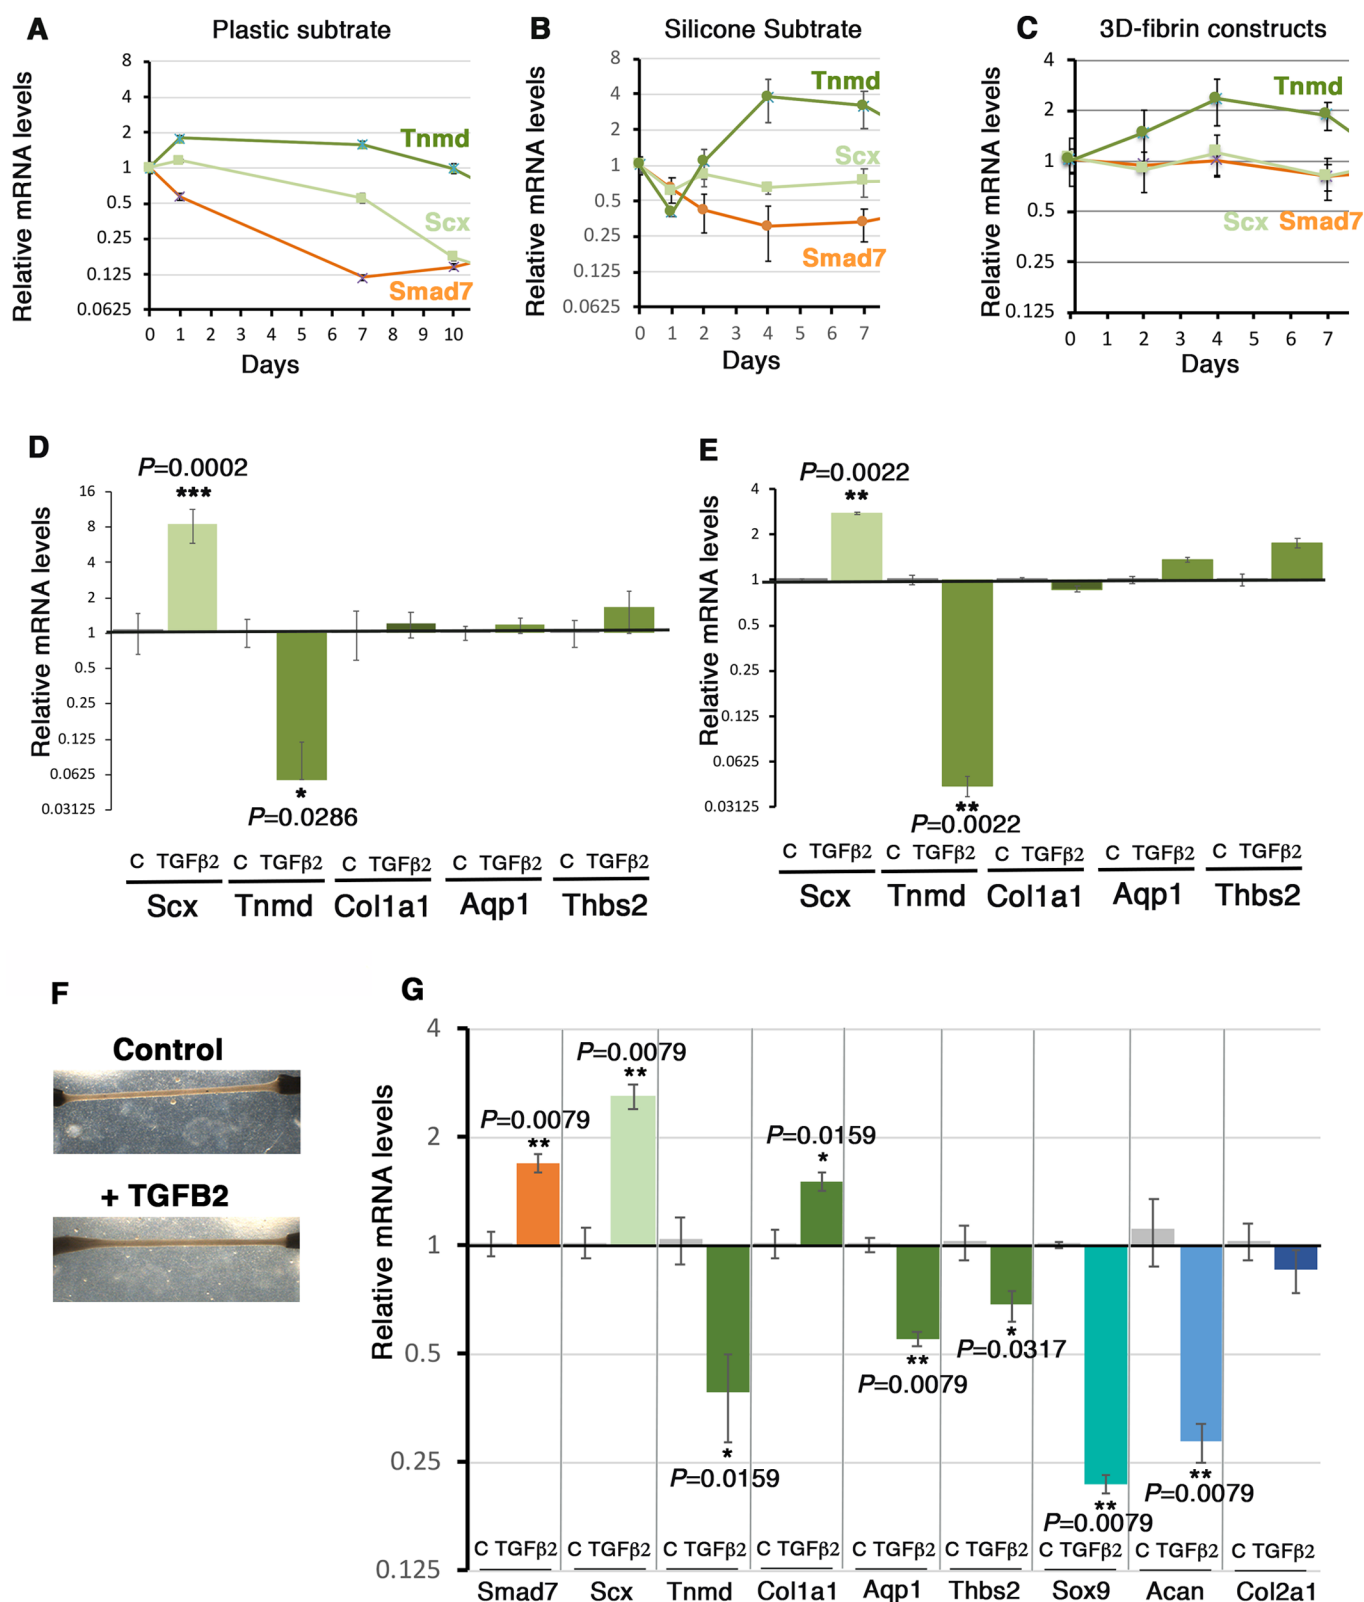 A
Plastic subtrate
Relative mRNA levels
8
4
2
1
0.5
0.25
0.125
0.0625
Tnmd
Scx
Smad7
0 1 2 3 4 5 6 7 8 9 10
Days
B
Silicone Subtrate
Relative mRNA levels
8
4
2
1
0.5
0.25
0.125
0.0625
Tnmd
Scx
Smad7
0 1 2 3 4 5 6 7
Days
C
3D-fibrin constructs
Relative mRNA levels
4
2
1
0.5
0.25
0.125
Tnmd
Scx Smad7
0 1 2 3 4 5 6 7
Days
D
P=0.0002
***
Relative mRNA levels
16
8
4
2
1
0.5
0.25
0.125
0.0625
0.03125
*
P=0.0286
C TGFβ2 C TGFβ2 C TGFβ2 C TGFβ2 C TGFβ2
Scx Tnmd Col1a1 Aqp1 Thbs2
E
P=0.0022
**
Relative mRNA levels
4
2
1
0.5
0.25
0.125
0.0625
0.03125
**
P=0.0022
C TGFβ2 C TGFβ2 C TGFβ2 C TGFβ2 C TGFβ2
Scx Tnmd Col1a1 Aqp1 Thbs2
F
Control
+ TGFB2
G
Relative mRNA levels
4
2
1
0.5
0.25
0.125
P=0.0079
**
P=0.0079
**
*
P=0.0159
P=0.0159
*
**
P=0.0079
*
P=0.0317
**
P=0.0079
**
P=0.0079
C TGFβ2 C TGFβ2 C TGFβ2 C TGFβ2 C TGFβ2 C TGFβ2 C TGFβ2 C TGFβ2 C TGFβ2
Smad7 Scx Tnmd Col1a1 Aqp1 Thbs2 Sox9 Acan Col2a1